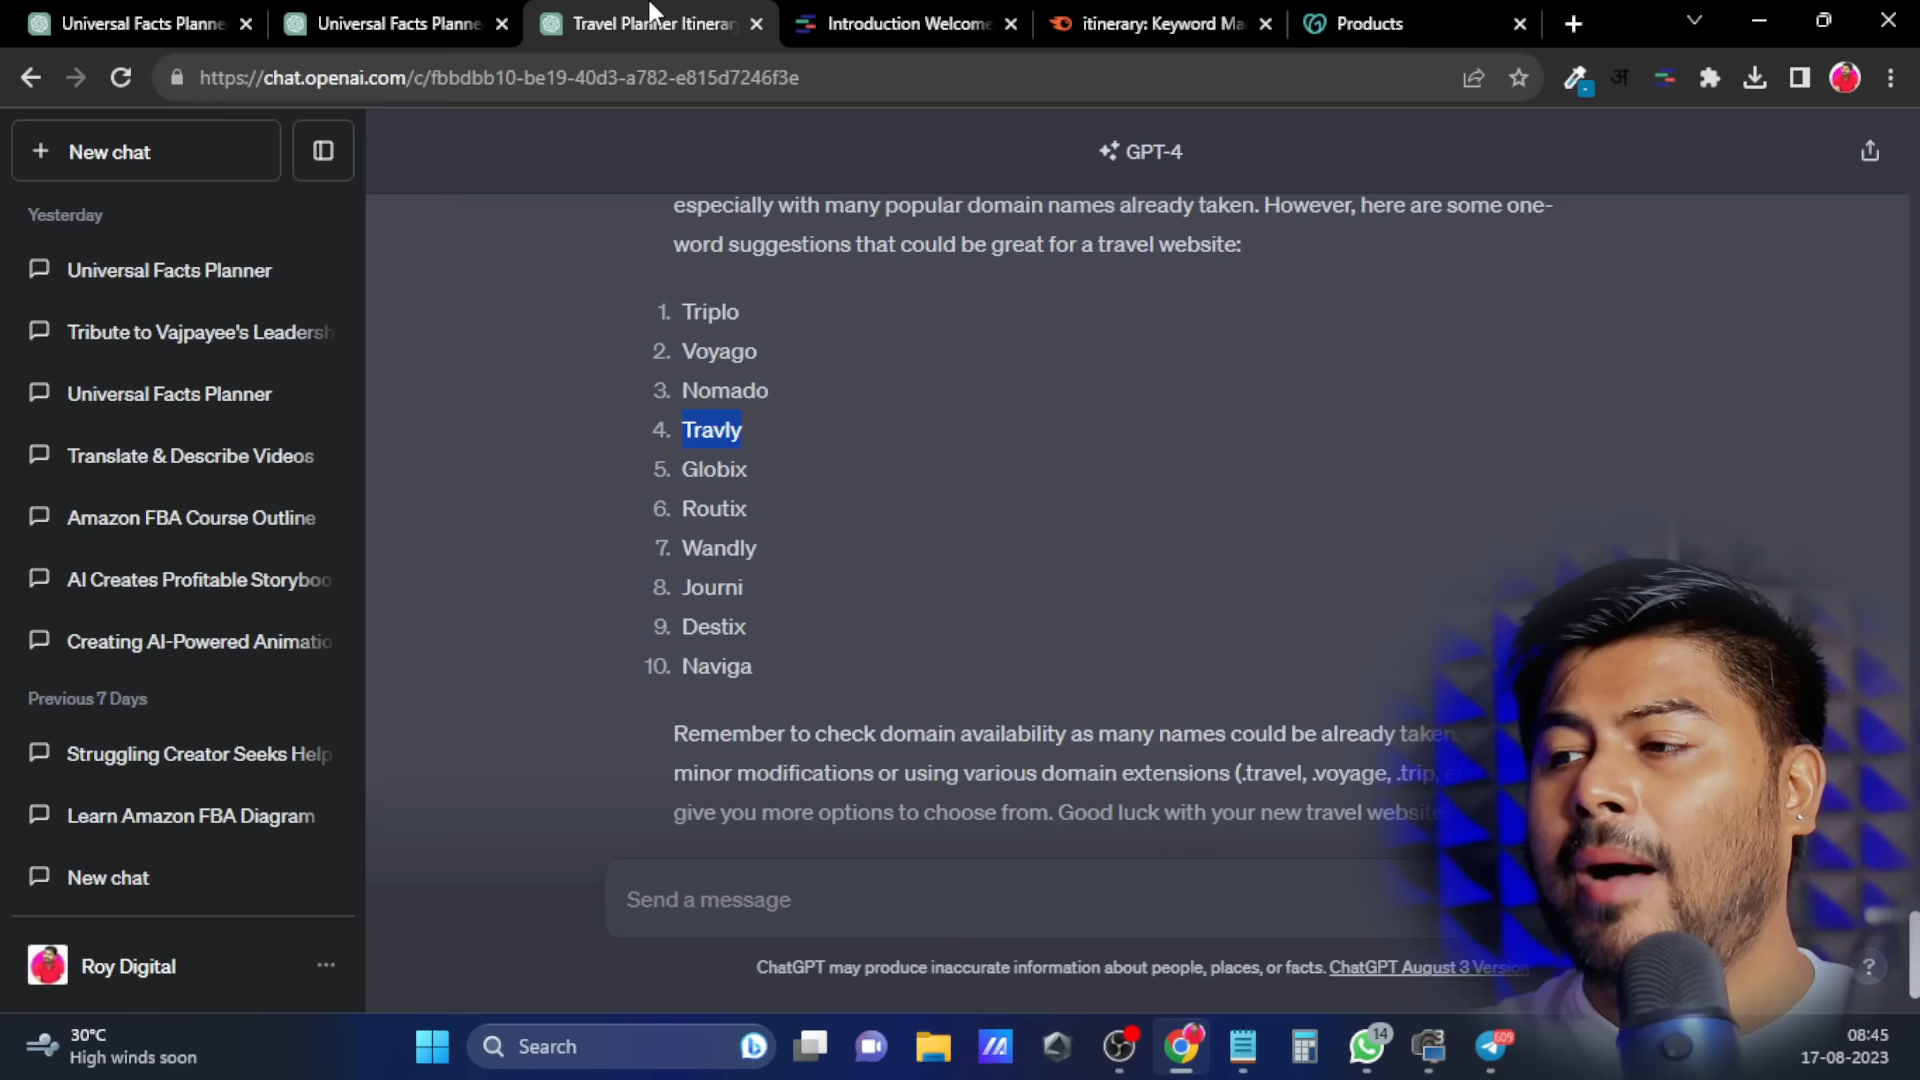 Universal Facts Planne
Universal Facts Planne
Travel Planner Itinerar
Introduction Welcome
itinerary: Keyword Ma
Products
https://chat.openai.com/c/fbbdbb10-be19-40d3-a782-e815d7246f3e
अ
New chat
GPT-4
Yesterday
Universal Facts Planner
Tribute to Vajpayee's Leadersh
Universal Facts Planner
Translate & Describe Videos
Amazon FBA Course Outline
AI Creates Profitable Storyboo
Creating AI-Powered Animatio
Previous 7 Days
Struggling Creator Seeks Help
Learn Amazon FBA Diagram
New chat
Roy Digital
especially with many popular domain names already taken. However, here are some one-
word suggestions that could be great for a travel website:
1. Triplo
2. Voyago
3. Nomado
4. Travly
5. Globix
6. Routix
7. Wandly
8. Journi
9. Destix
10. Naviga
Remember to check domain availability as many names could be already taken
minor modifications or using various domain extensions (.travel, .voyage, .trip,
give you more options to choose from. Good luck with your new travel website
Send a message
ChatGPT may produce inaccurate information about people, places, or facts. ChatGPT August 3 Version
?
30°C
High winds soon
Search
14
3
609
08:45
17-08-2023